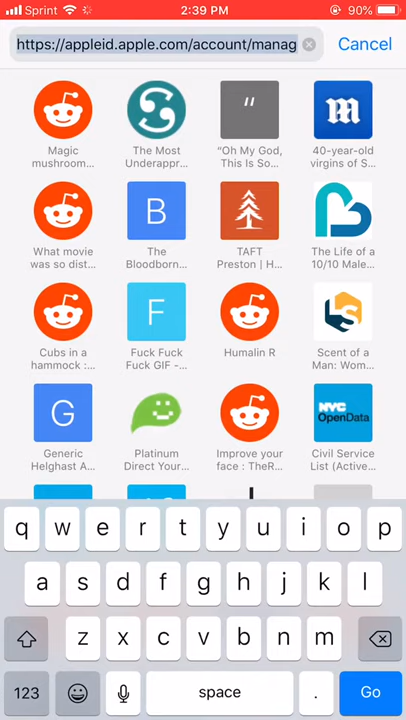 Sprint 2:39 PM 90%
https://appleid.apple.com/account/manag Cancel
“ m
Magic The Most “Oh My God, 40-year-old
mushroom... Underappr... This Is So... virgins of S...
B
What movie The TAFT The Life of a
was so dist... Bloodborn... Preston | H... 10/10 Male...
F LS
Cubs in a Fuck Fuck Humalin R Scent of a
hammock :... Fuck GIF -... Man: Wom...
G NYC
OpenData
Generic Platinum Improve your Civil Service
Helghast A... Direct Your... face : TheR... List (Active...
q w e r t y u i o p
a s d f g h j k l
z x c v b n m
123 space . Go